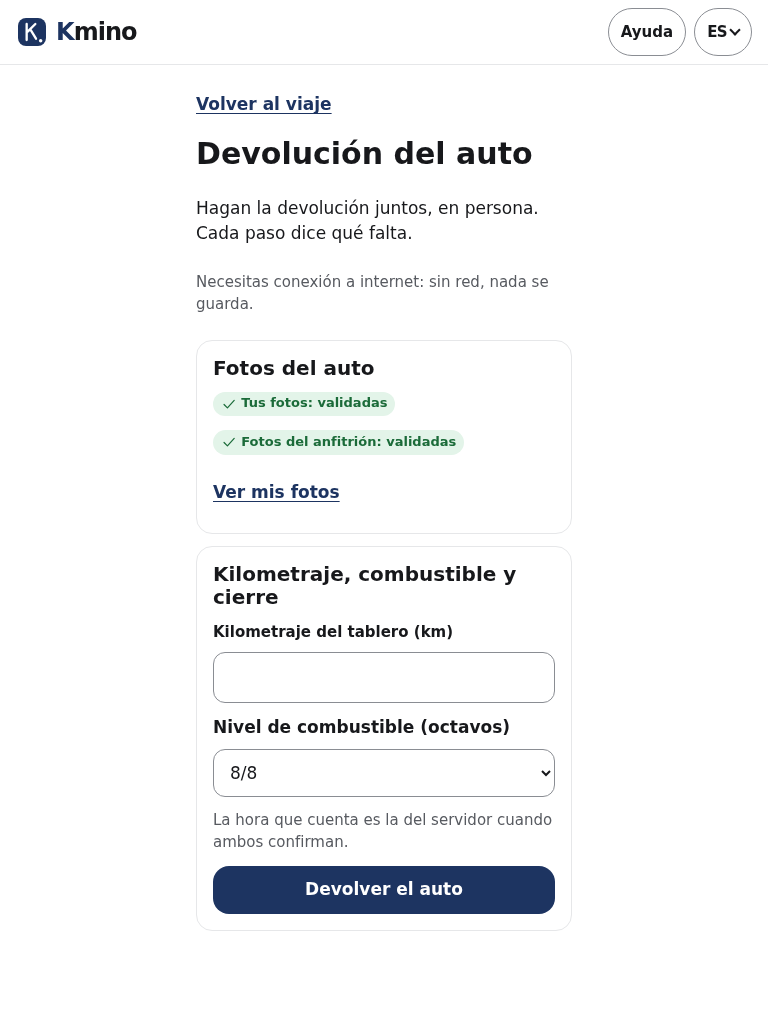 K. Kmino
Ayuda
ES
Volver al viaje
Devolución del auto
Hagan la devolución juntos, en persona.
Cada paso dice qué falta.
Necesitas conexión a internet: sin red, nada se
guarda.
Fotos del auto
Tus fotos: validadas
Fotos del anfitrión: validadas
Ver mis fotos
Kilometraje, combustible y
cierre
Kilometraje del tablero (km)
Nivel de combustible (octavos)
8/8
La hora que cuenta es la del servidor cuando
ambos confirman.
Devolver el auto